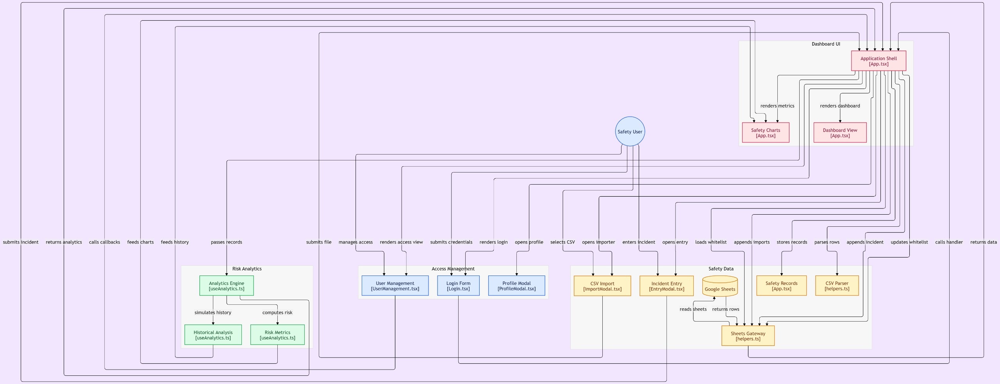 Dashboard UI
Application Shell
[App.tsx]
renders metrics
renders dashboard
Safety User
Safety Charts
[App.tsx]
Dashboard View
[App.tsx]
submits incident
returns analytics
calls callbacks
feeds charts
feeds history
passes records
submits file
manages access
renders access view
submits credentials
renders login
opens profile
selects CSV
opens importer
enters incident
opens entry
loads whitelist
appends imports
stores records
parses rows
appends incident
updates whitelist
calls handler
returns data
Risk Analytics
Analytics Engine
[useAnalytics.ts]
simulates history
computes risk
Historical Analysis
[useAnalytics.ts]
Risk Metrics
[useAnalytics.ts]
Access Management
User Management
[UserManagement.tsx]
Login Form
[Login.tsx]
Profile Modal
[ProfileModal.tsx]
Safety Data
CSV Import
[ImportModal.tsx]
Incident Entry
[EntryModal.tsx]
Google Sheets
Safety Records
[App.tsx]
CSV Parser
[helpers.ts]
reads sheets
returns rows
Sheets Gateway
[helpers.ts]